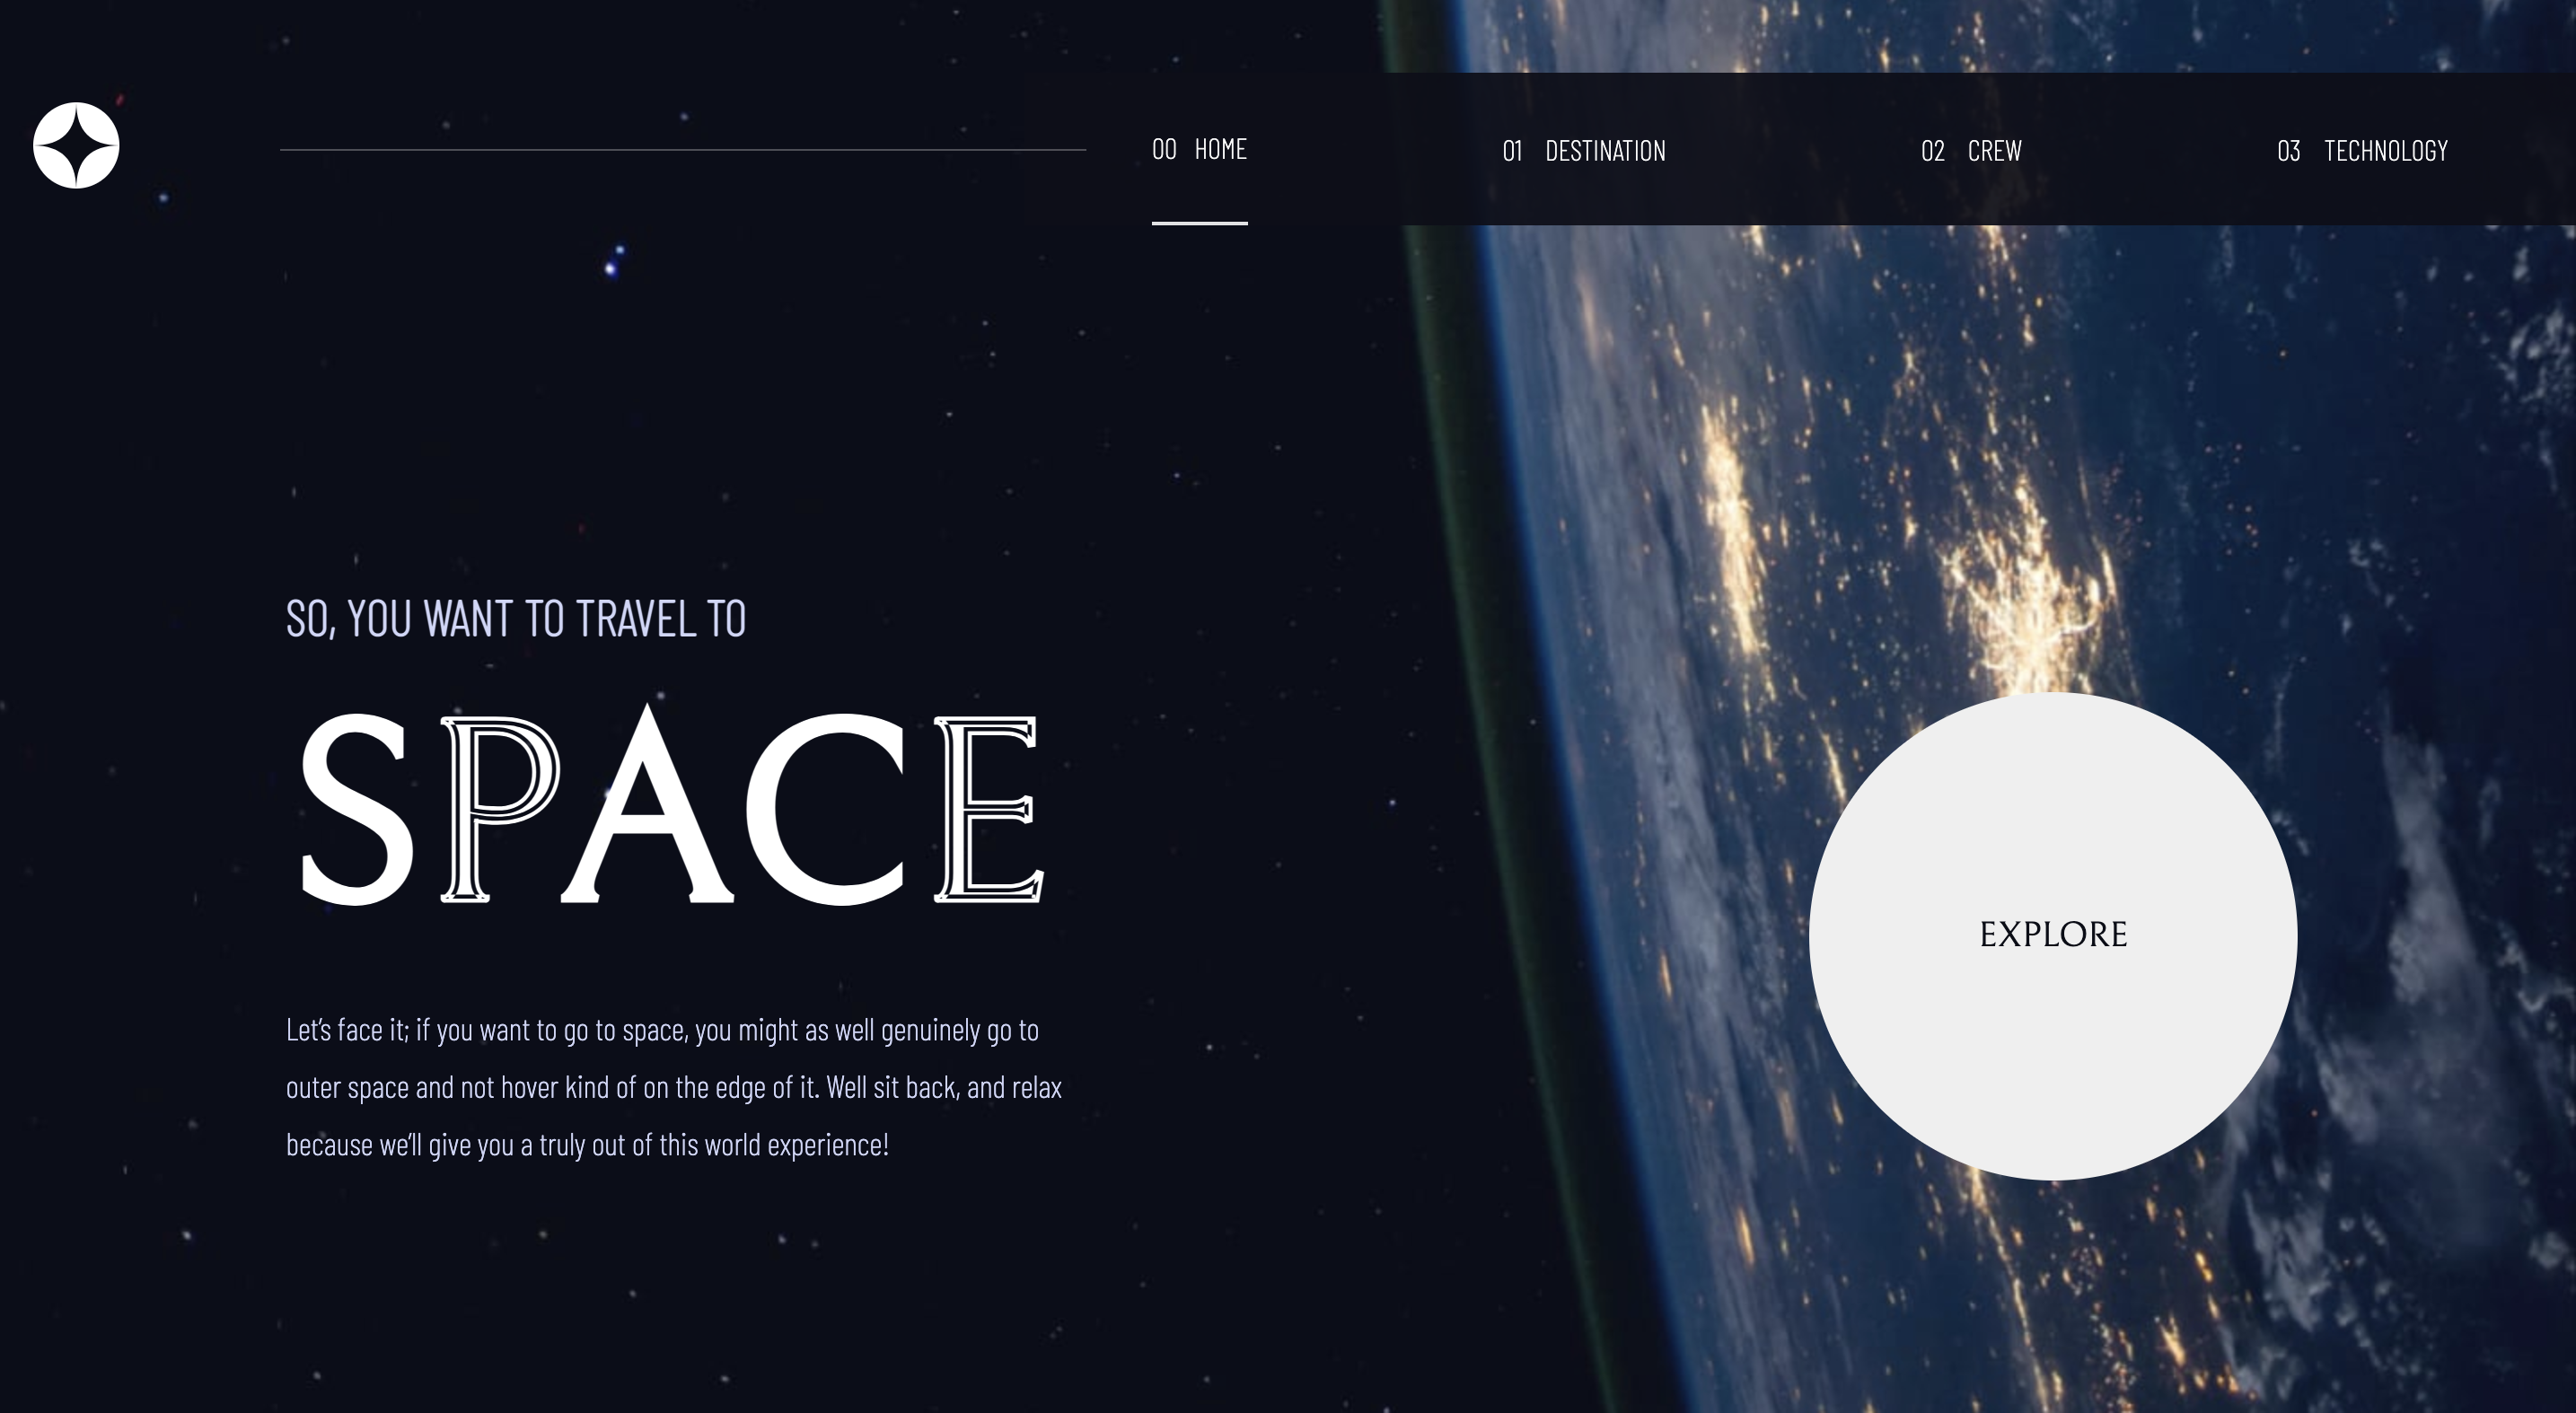 00 HOME 01 DESTINATION 02 CREW 03 TECHNOLOGY
SO, YOU WANT TO TRAVEL TO
SPACE
Let’s face it; if you want to go to space, you might as well genuinely go to
outer space and not hover kind of on the edge of it. Well sit back, and relax
because we’ll give you a truly out of this world experience!
EXPLORE